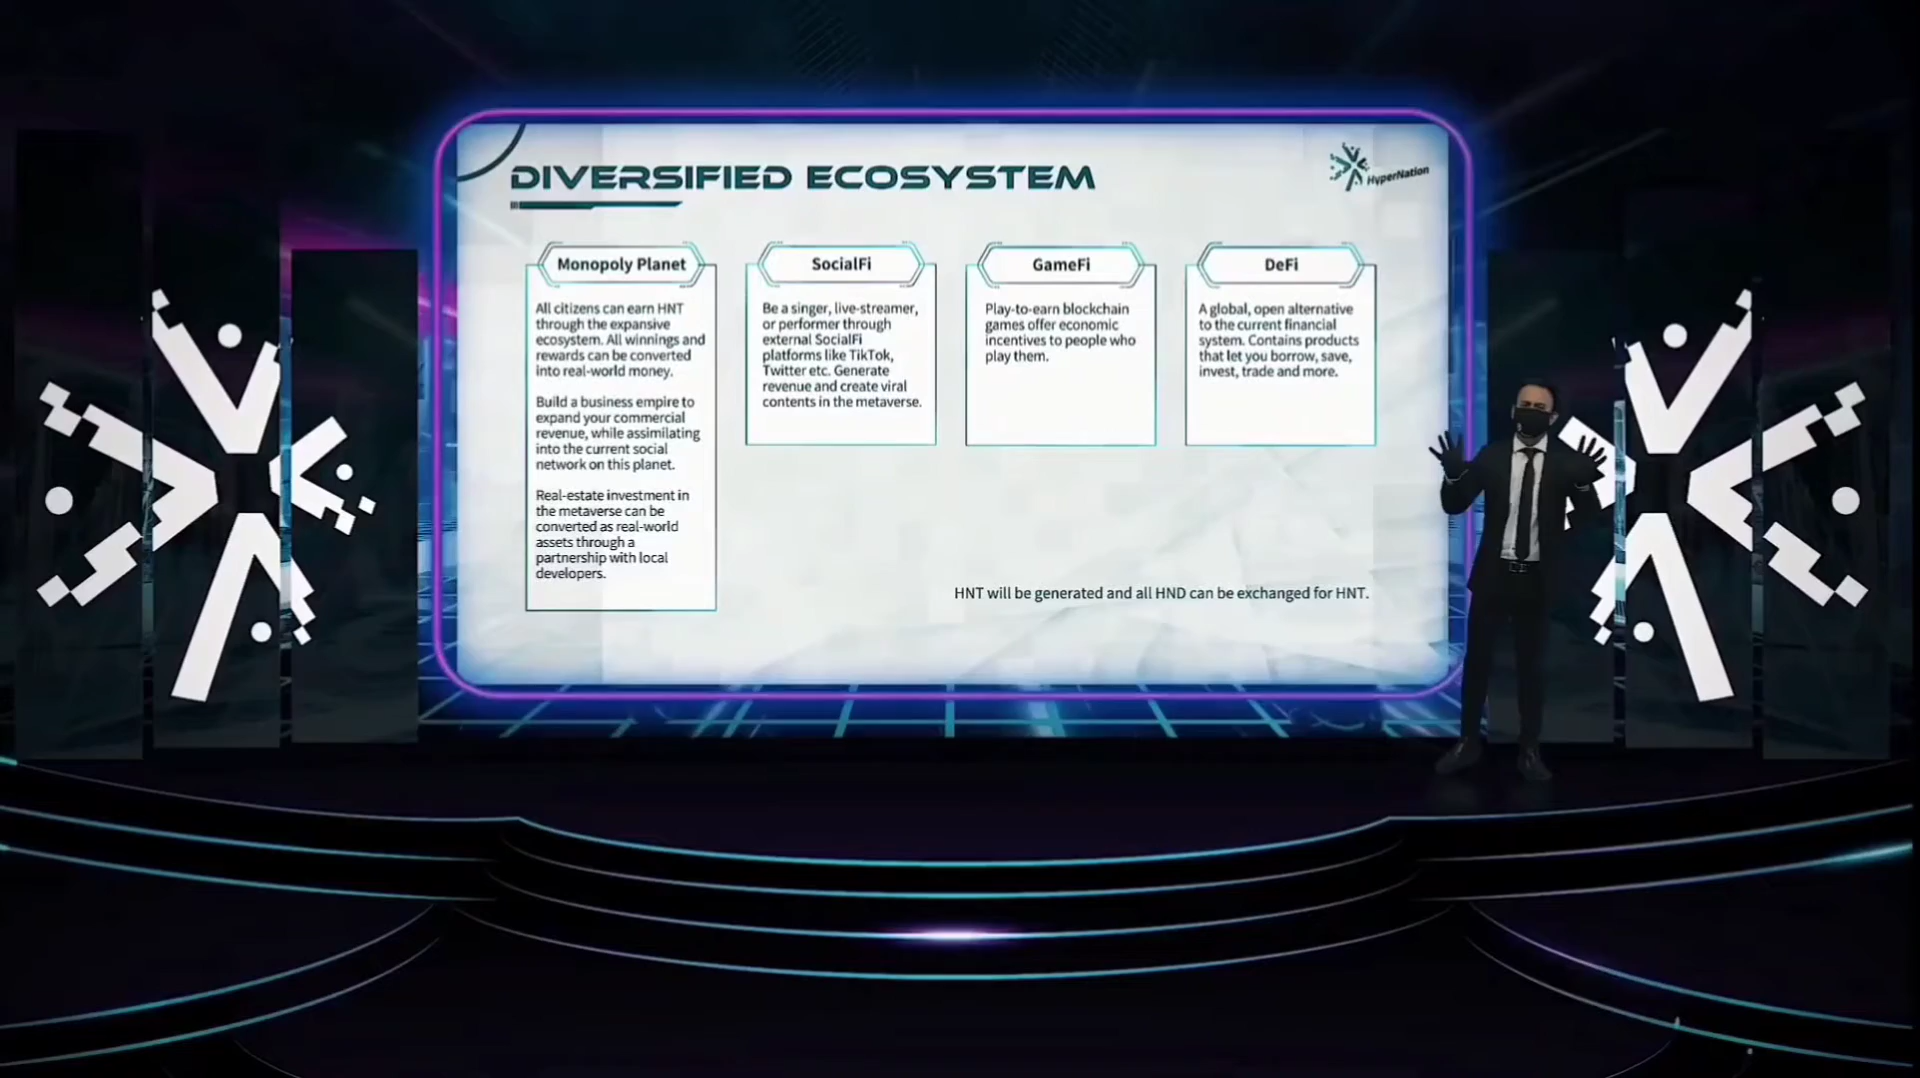 DIVERSIFIED ECOSYSTEM
HyperNation
Monopoly Planet
All citizens can earn HNT
through the expansive
ecosystem. All winnings and
rewards can be converted
into real-world money.
Build a business empire to
expand your commercial
revenue, while assimilating
into the current social
network on this planet.
Real-estate investment in
the metaverse can be
converted as real-world
assets through a
partnership with local
developers.
SocialFi
Be a singer, live-streamer,
or performer through
external SocialFi
platforms like TikTok,
Twitter etc. Generate
revenue and create viral
contents in the metaverse.
GameFi
Play-to-earn blockchain
games offer economic
incentives to people who
play them.
DeFi
A global, open alternative
to the current financial
system. Contains products
that let you borrow, save,
invest, trade and more.
HNT will be generated and all HND can be exchanged for HNT.